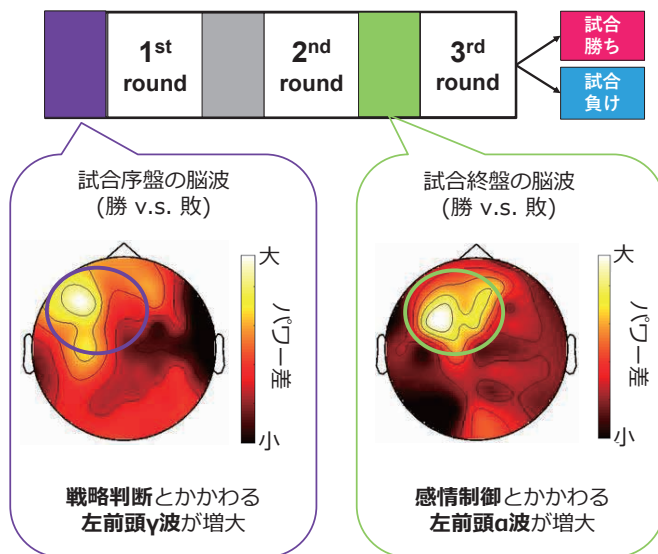 1st
round
2nd
round
3rd
round
試合
勝ち
試合
負け
試合序盤の脳波
(勝 v.s. 敗)
大
パワー差
小
戦略判断とかかわる
左前頭γ波が増大
試合終盤の脳波
(勝 v.s. 敗)
大
パワー差
小
感情制御とかかわる
左前頭α波が増大